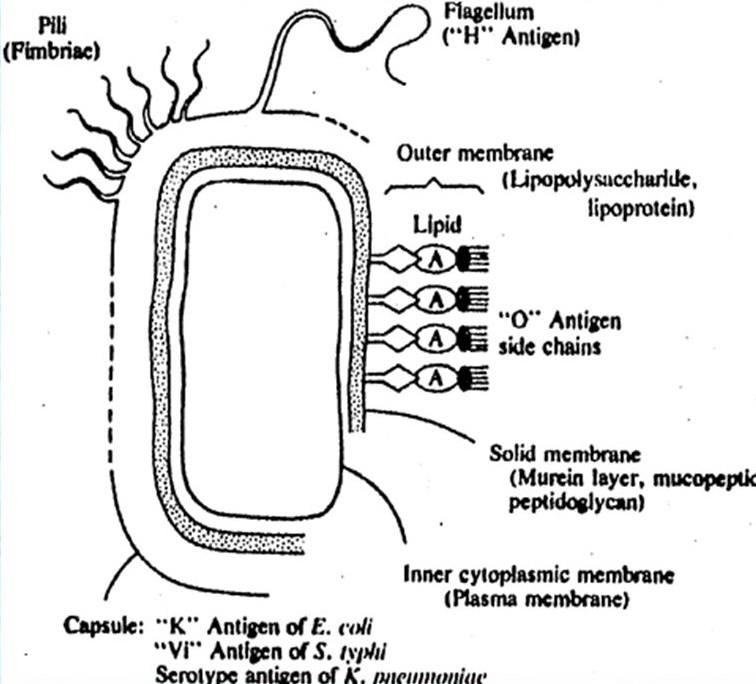 Pili
(Fimbriae)
Flagellum
("H" Antigen)
Outer membrane
(Lipopolysaccharide,
lipoprotein)
Lipid
A
A
A
A
"O" Antigen
side chains
Solid membrane
(Murein layer, mucopeptid
peptidoglycan)
Inner cytoplasmic membrane
(Plasma membrane)
Capsule: "K" Antigen of E. coli
"Vi" Antigen of S. typhi
Serotype antigen of K. pneumoniae